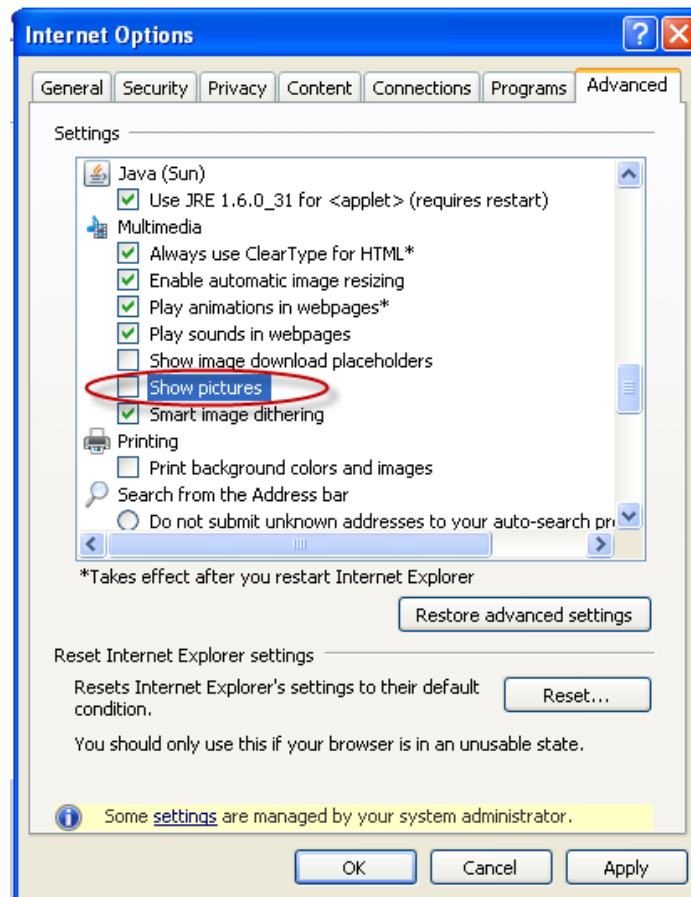 Internet Options
General Security Privacy Content Connections Programs Advanced
Settings
Java (Sun)
Use JRE 1.6.0_31 for <applet> (requires restart)
Multimedia
Always use ClearType for HTML*
Enable automatic image resizing
Play animations in webpages*
Play sounds in webpages
Show image download placeholders
Show pictures
Smart image dithering
Printing
Print background colors and images
Search from the Address bar
Do not submit unknown addresses to your auto-search pr
*Takes effect after you restart Internet Explorer
Restore advanced settings
Reset Internet Explorer settings
Resets Internet Explorer's settings to their default
condition.
Reset...
You should only use this if your browser is in an unusable state.
Some settings are managed by your system administrator.
OK Cancel Apply